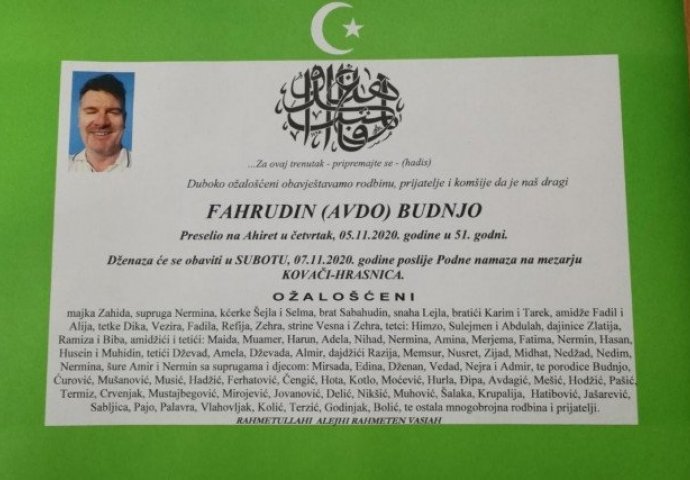 ...Za ovaj trenutak - pripremajte se - (hadis)
Duboko ožalošćeni obavještavamo rodbinu, prijatelje i komšije da je naš dragi
FAHRUDIN (AVDO) BUDNJO
Preselio na Ahiret u četvrtak, 05.11.2020. godine u 51. godni.
Dženaza će se obaviti u SUBOTU, 07.11.2020. godine poslije Podne namaza na mezarju
KOVAČI-HRASNICA.
OŽALOŠĆENI
majka Zahida, supruga Nermina, kćerke Šejla i Selma, brat Sabahudin, snaha Lejla, bratići Karim i Tarek, amidže Fadil i
Alija, tetke Dika, Vezira, Fadila, Refija, Zehra, strine Vesna i Zehra, tetci: Himzo, Sulejmen i Abdulah, dajinice Zlatija,
Ramiza i Biba, amidžići i tetići: Maida, Muamer, Harun, Adela, Nihad, Nermina, Amina, Merjema, Fatima, Nermin, Hasan,
Husein i Muhidin, tetići Dževad, Amela, Dževada, Almir, dajdžići Razija, Memsur, Nusret, Zijad, Midhat, Nedžad, Nedim,
Nermina, šure Amir i Nermin sa suprugama i djecom: Mirsada, Edina, Dženan, Vedad, Nejra i Admir, te porodice Budnjo,
Ćurović, Mušanović, Musić, Hadžić, Ferhatović, Čengić, Hota, Kotlo, Moćević, Hurla, Đipa, Avdagić, Mešić, Hodžić, Pašić,
Termiz, Crvenjak, Mustajbegović, Mirojević, Jovanović, Delić, Nikšić, Muhović, Šalaka, Krupalija, Hatibović, Jašarević,
Sabljica, Pajo, Palavra, Vlahovljak, Kolić, Terzić, Godinjak, Bolić, te ostala mnogobrojna rodbina i prijatelji.
RAHMETULLAHI ALEJHI RAHMETEN VASIAH